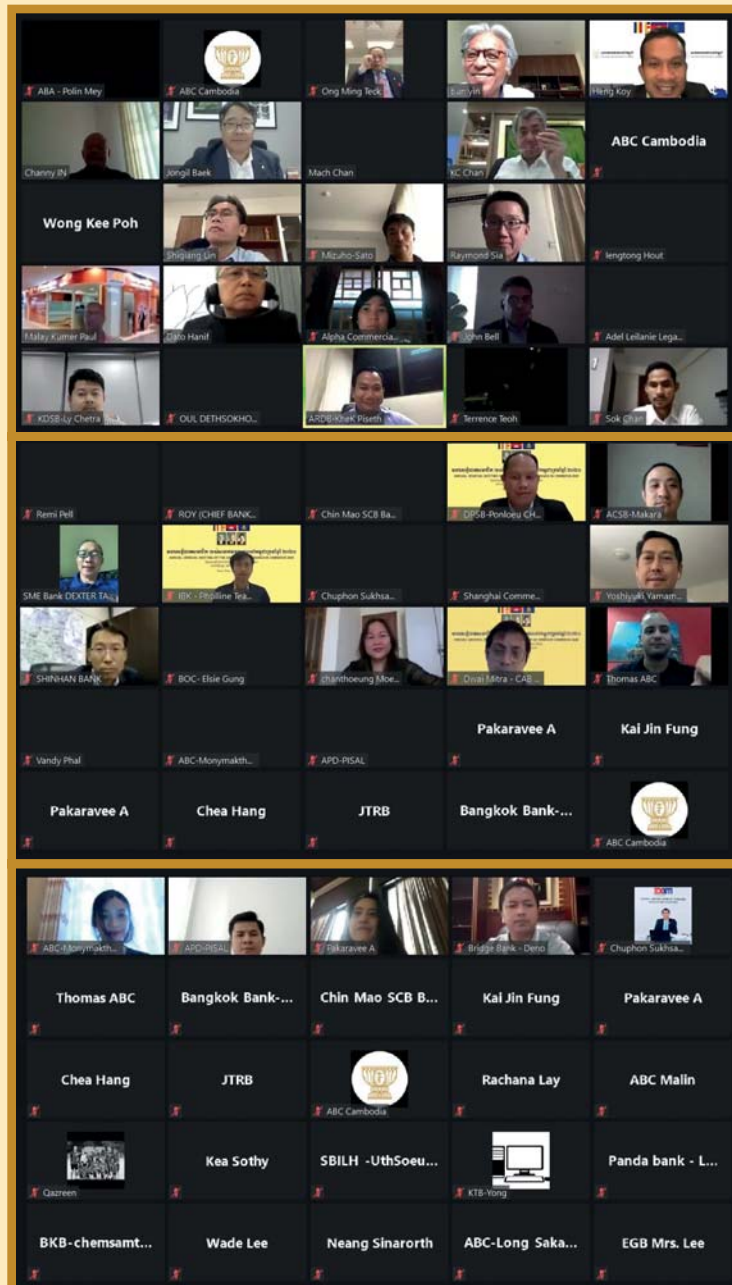 ABA - Polin Mey
ABC Cambodia
Ong Ming Teck
Bun Yin
Heng Koy
Channy IN
Jongil Baek
Mach Chan
KC Chan
ABC Cambodia
Wong Kee Poh
Shiqiang Lin
Mizuho-Sato
Raymond Sia
Iengtong Hout
Malay Kumer Paul
Dato Hanif
Alpha Commercia...
John Bell
Adel Leilanie Lega...
KDSB-Ly Chetra
OUL DETHSOKHO...
ARDB-KheK Piseth
Terrence Teoh
Sok Chan
Remi Pell
ROY (CHIEF BANK...
Chin Mao SCB Ba...
DPSB-Ponloeu CH...
ACSB-Makara
SME Bank DEXTER TA...
IBK - Pholline Tea...
Chuphon Sukhsa...
Shanghai Comme...
Yoshiyuki Yamam...
SHINHAN BANK
BOC- Elsie Gung
chanthoeung Moe...
Dwai Mitra - CAB ...
Thomas ABC
Vandy Phal
ABC-Monymakth...
APD-PISAL
Pakaravee A
Kai Jin Fung
Pakaravee A
Chea Hang
JTRB
Bangkok Bank-...
ABC Cambodia
ABC-Monymakth...
APD-PISAL
Pakaravee A
Bridge Bank - Deno
zoom
Chuphon Sukhsa...
Thomas ABC
Bangkok Bank-...
Chin Mao SCB B...
Kai Jin Fung
Pakaravee A
Chea Hang
JTRB
ABC Cambodia
Rachana Lay
ABC Malin
Qazreen
Kea Sothy
SBILH -UthSoeu...
KTB-Yong
Panda bank - L...
BKB-chemsamt...
Wade Lee
Neang Sinarorth
ABC-Long Saka...
EGB Mrs. Lee